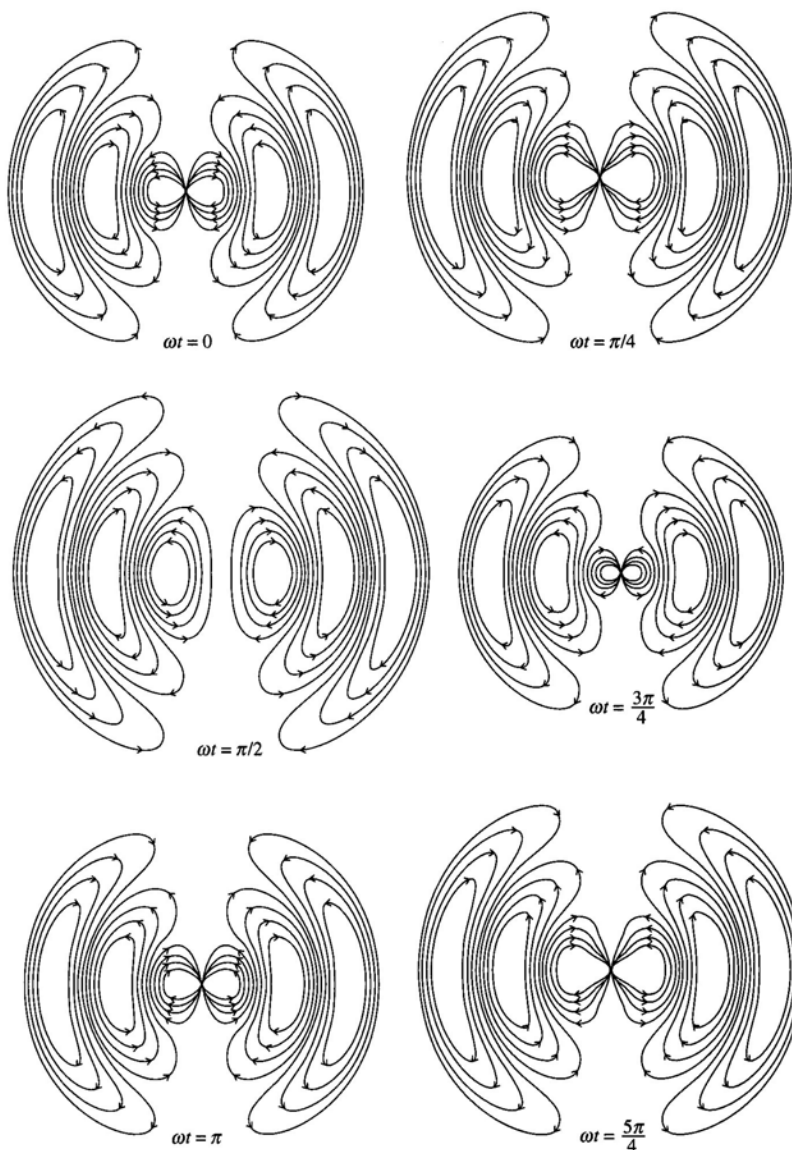 ωt = 0
ωt = π/4
ωt = π/2
ωt = 3π/4
ωt = π
ωt = 5π/4